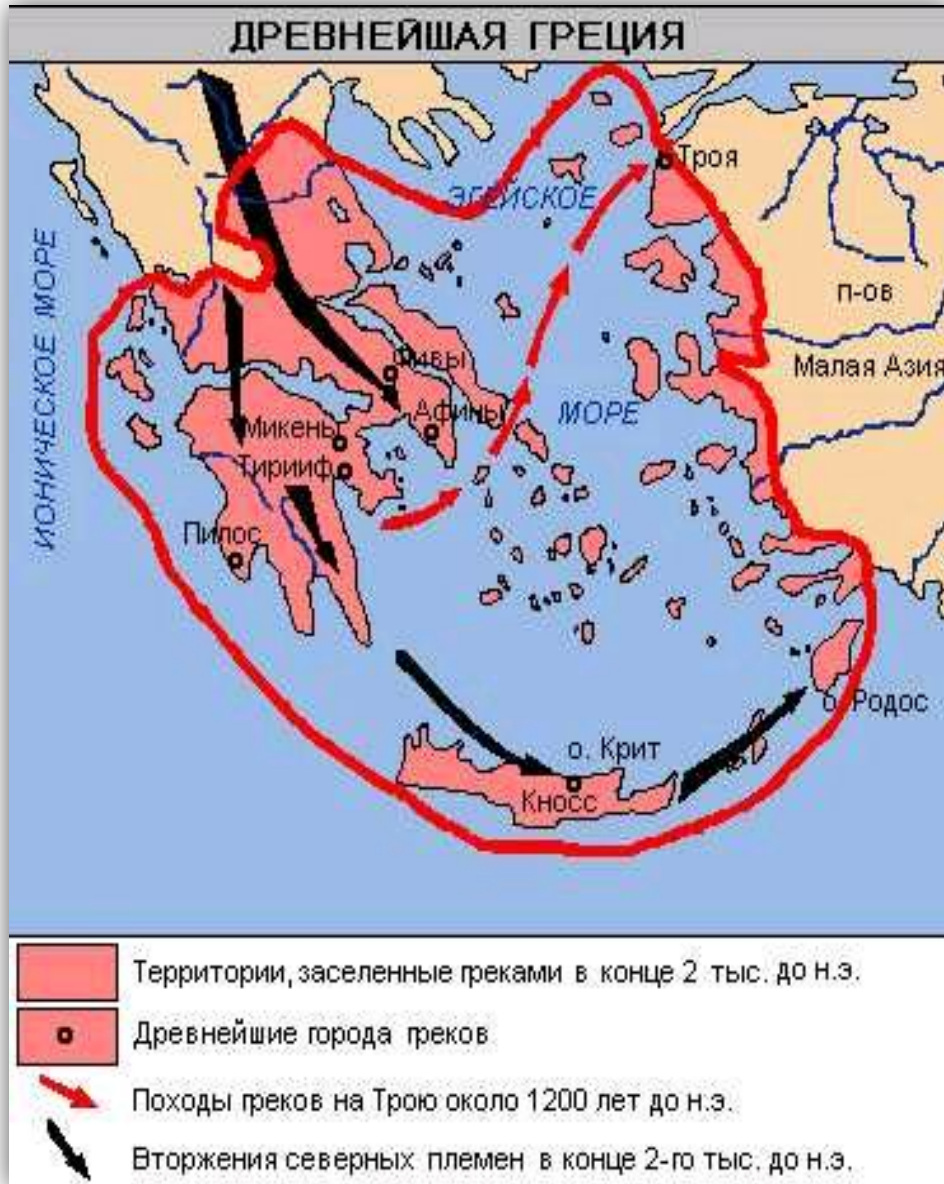 ДРЕВНЕЙШАЯ ГРЕЦИЯ
Троя
ЭГЕЙСКОЕ
ИОНИЧЕСКОЕ МОРЕ
п-ов
Малая Азия
Фивы
Афины
МОРЕ
Микены
Тирииф
Пилос
о. Родос
о. Крит
Кносс
Территории, заселенные греками в конце 2 тыс. до н.э.
Древнейшие города греков
Походы греков на Трою около 1200 лет до н.э.
Вторжения северных племен в конце 2-го тыс. до н.э.